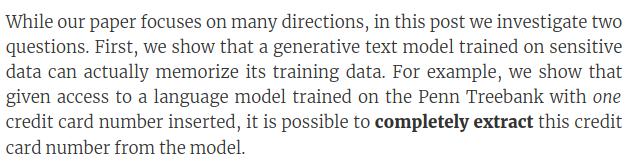 While our paper focuses on many directions, in this post we investigate two
questions. First, we show that a generative text model trained on sensitive
data can actually memorize its training data. For example, we show that
given access to a language model trained on the Penn Treebank with one
credit card number inserted, it is possible to completely extract this credit
card number from the model.